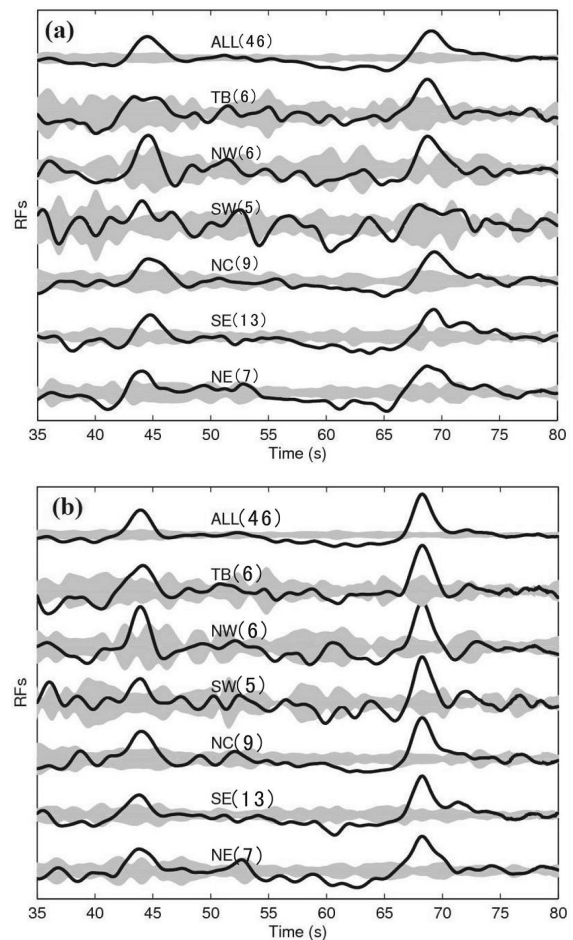 (a)
ALL(46)
TB(6)
NW(6)
SW(5)
NC(9)
SE(13)
NE(7)
RFs
35 40 45 50 55 60 65 70 75 80
Time (s)
(b)
ALL(46)
TB(6)
NW(6)
SW(5)
NC(9)
SE(13)
NE(7)
RFs
35 40 45 50 55 60 65 70 75 80
Time (s)